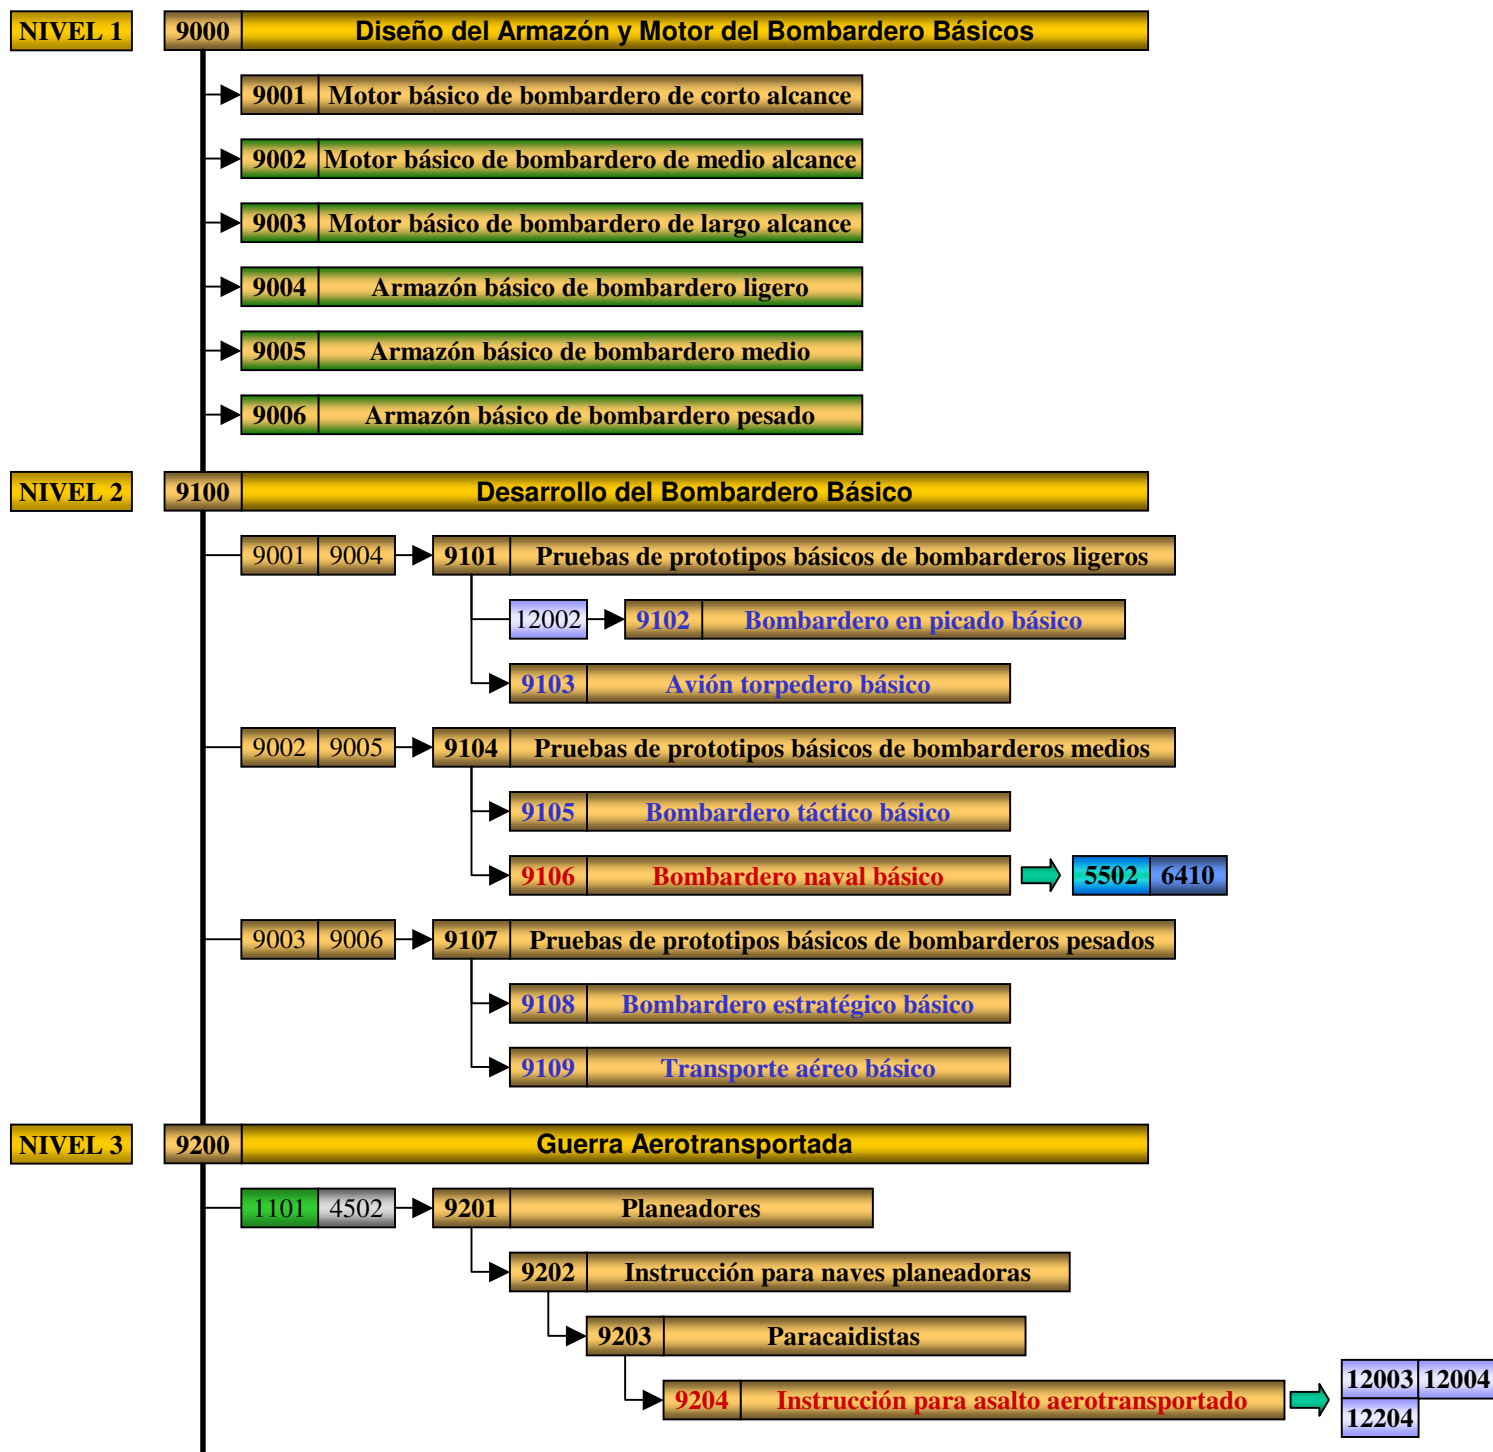 NIVEL 1 9000 Diseño del Armazón y Motor del Bombardero Básicos
9001 Motor básico de bombardero de corto alcance
9002 Motor básico de bombardero de medio alcance
9003 Motor básico de bombardero de largo alcance
9004 Armazón básico de bombardero ligero
9005 Armazón básico de bombardero medio
9006 Armazón básico de bombardero pesado
NIVEL 2 9100 Desarrollo del Bombardero Básico
9001 9004 9101 Pruebas de prototipos básicos de bombarderos ligeros
12002 9102 Bombardero en picado básico
9103 Avión torpedero básico
9002 9005 9104 Pruebas de prototipos básicos de bombarderos medios
9105 Bombardero táctico básico
9106 Bombardero naval básico 5502 6410
9003 9006 9107 Pruebas de prototipos básicos de bombarderos pesados
9108 Bombardero estratégico básico
9109 Transporte aéreo básico
NIVEL 3 9200 Guerra Aerotransportada
1101 4502 9201 Planeadores
9202 Instrucción para naves planeadoras
9203 Paracaidistas
9204 Instrucción para asalto aerotransportado 12003 12004
12204